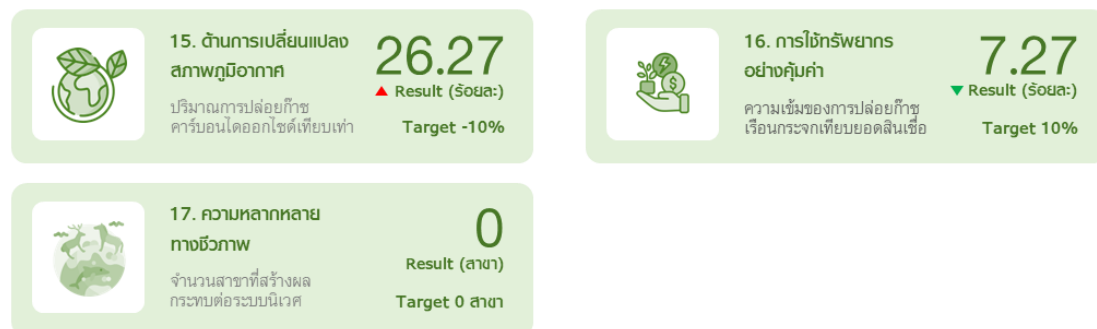 15. ด้านการเปลี่ยนแปลง
สภาพภูมิอากาศ
ปริมาณการปล่อยก๊าซ
คาร์บอนไดออกไซด์เทียบเท่า
26.27
▲ Result (ร้อยละ)
Target -10%
16. การใช้ทรัพยากร
อย่างคุ้มค่า
ความเข้มของการปล่อยก๊าซ
เรือนกระจกเทียบยอดสินเชื่อ
7.27
▼ Result (ร้อยละ)
Target 10%
17. ความหลากหลาย
ทางชีวภาพ
จำนวนสาขาที่สร้างผล
กระทบต่อระบบนิเวศ
0
Result (สาขา)
Target 0 สาขา